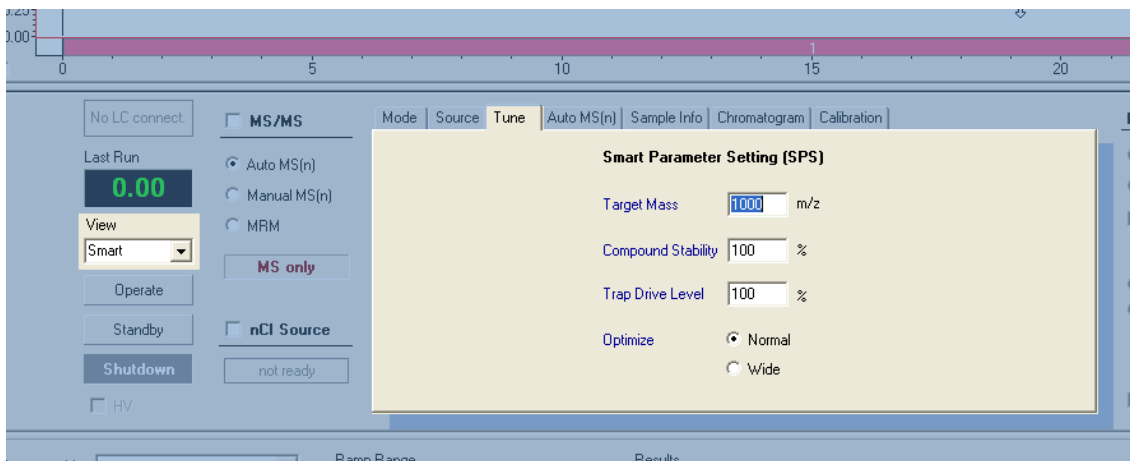 0.00
1
0 5 10 15 20
No LC connect.
Last Run
0.00
View
Smart
Operate
Standby
Shutdown
HV
MS/MS
Auto MS(n)
Manual MS(n)
MRM
MS only
nCI Source
not ready
Mode Source Tune Auto MS(n) Sample Info Chromatogram Calibration
Smart Parameter Setting (SPS)
Target Mass 1000 m/z
Compound Stability 100 %
Trap Drive Level 100 %
Optimize Normal
Wide
Ramp Range Results